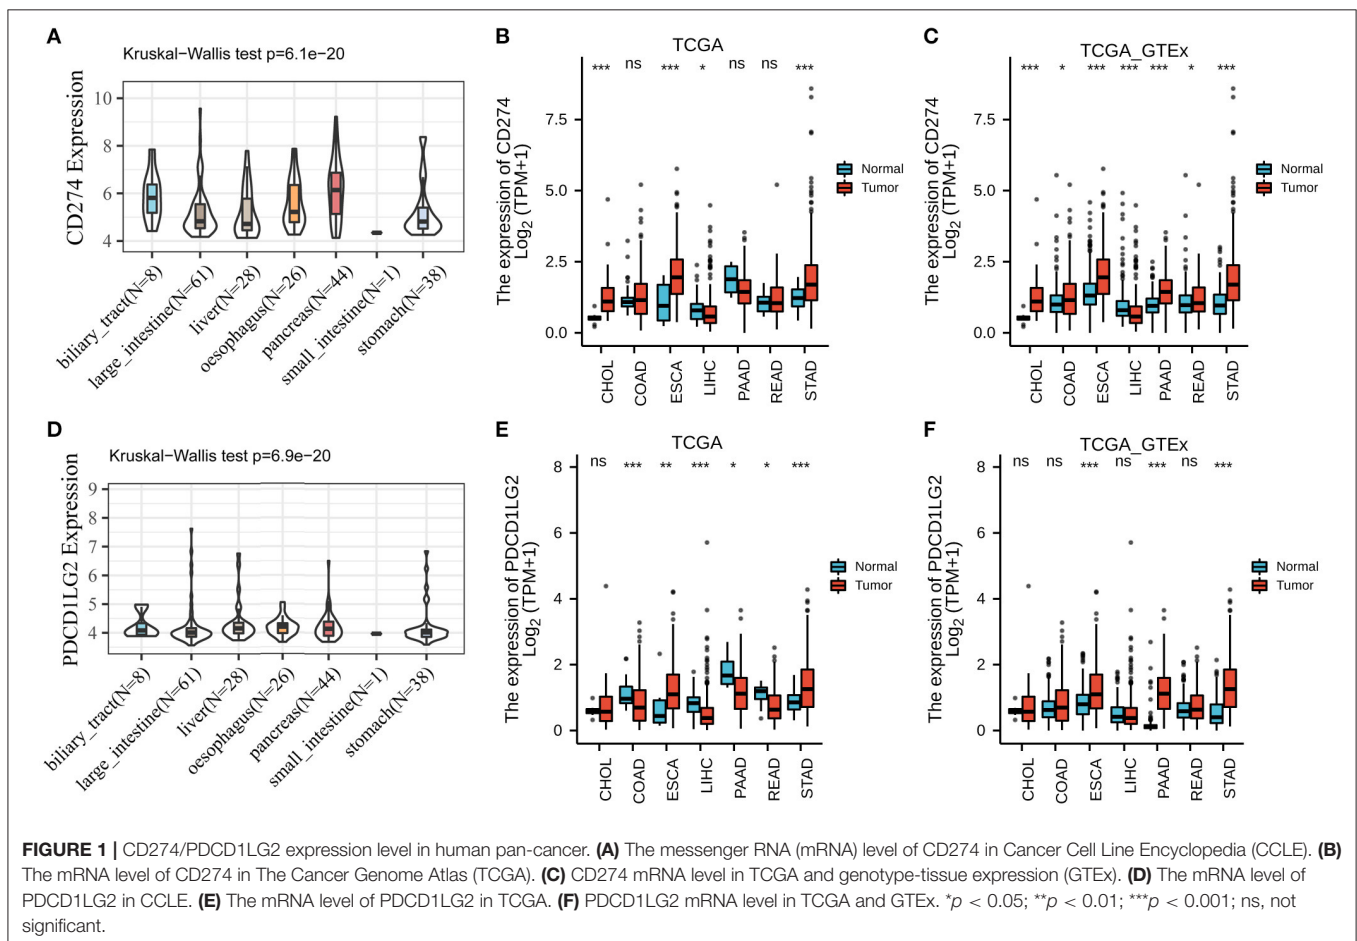 A
Kruskal−Wallis test p=6.1e−20
CD274 Expression
10
8
6
4
biliary_tract(N=8)
large_intestine(N=61)
liver(N=28)
oesophagus(N=26)
pancreas(N=44)
small_intestine(N=1)
stomach(N=38)
B
TCGA
*** ns *** * ns ns ***
The expression of CD274
Log2 (TPM+1)
7.5
5.0
2.5
0.0
CHOL
COAD
ESCA
LIHC
PAAD
READ
STAD
Normal
Tumor
C
TCGA_GTEx
*** * *** *** *** * ***
The expression of CD274
Log2 (TPM+1)
7.5
5.0
2.5
0.0
CHOL
COAD
ESCA
LIHC
PAAD
READ
STAD
Normal
Tumor
D
Kruskal−Wallis test p=6.9e−20
PDCD1LG2 Expression
9
8
7
6
5
4
biliary_tract(N=8)
large_intestine(N=61)
liver(N=28)
oesophagus(N=26)
pancreas(N=44)
small_intestine(N=1)
stomach(N=38)
E
TCGA
ns *** ** *** * * ***
The expression of PDCD1LG2
Log2 (TPM+1)
8
6
4
2
0
CHOL
COAD
ESCA
LIHC
PAAD
READ
STAD
Normal
Tumor
F
TCGA_GTEx
ns ns *** ns *** ns ***
The expression of PDCD1LG2
Log2 (TPM+1)
8
6
4
2
0
CHOL
COAD
ESCA
LIHC
PAAD
READ
STAD
Normal
Tumor
FIGURE 1 | CD274/PDCD1LG2 expression level in human pan-cancer. (A) The messenger RNA (mRNA) level of CD274 in Cancer Cell Line Encyclopedia (CCLE). (B)
The mRNA level of CD274 in The Cancer Genome Atlas (TCGA). (C) CD274 mRNA level in TCGA and genotype-tissue expression (GTEx). (D) The mRNA level of
PDCD1LG2 in CCLE. (E) The mRNA level of PDCD1LG2 in TCGA. (F) PDCD1LG2 mRNA level in TCGA and GTEx. *p < 0.05; **p < 0.01; ***p < 0.001; ns, not
significant.